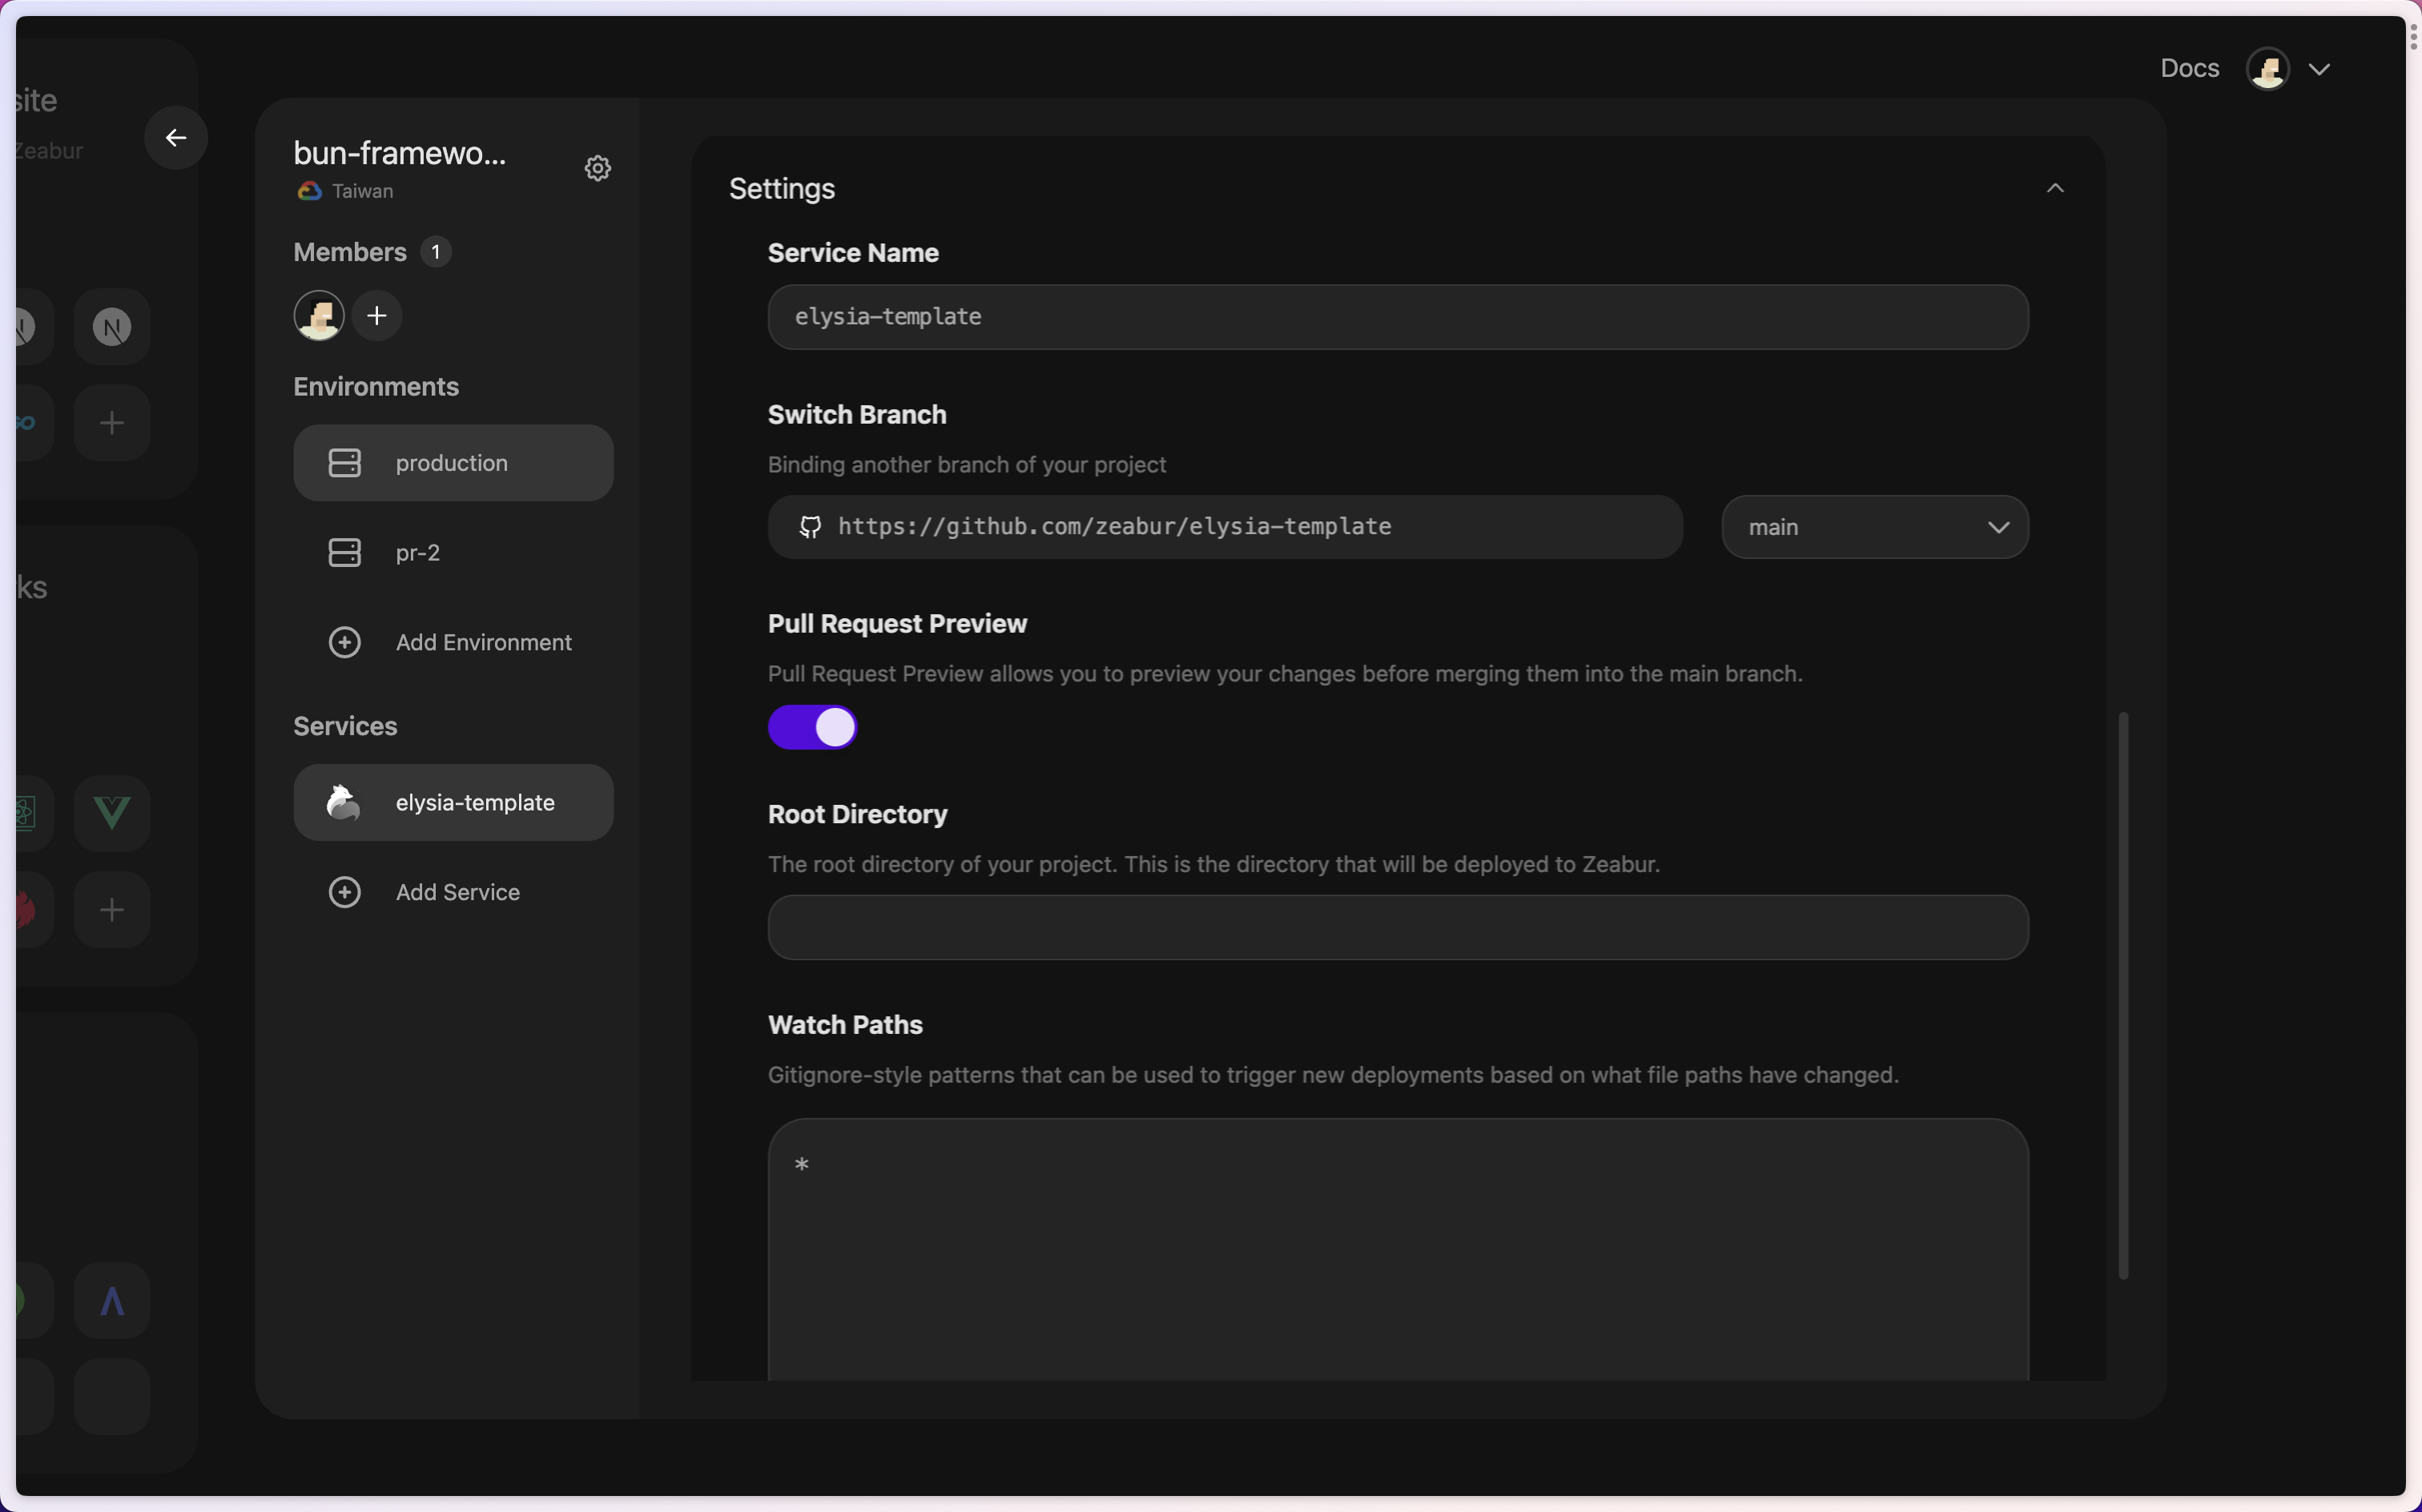 Docs
site
Zeabur
ks
bun-framewo...
Taiwan
Members 1
Environments
production
pr-2
Add Environment
Services
elysia-template
Add Service
Settings
Service Name
elysia-template
Switch Branch
Binding another branch of your project
https://github.com/zeabur/elysia-template
main
Pull Request Preview
Pull Request Preview allows you to preview your changes before merging them into the main branch.
Root Directory
The root directory of your project. This is the directory that will be deployed to Zeabur.
Watch Paths
Gitignore-style patterns that can be used to trigger new deployments based on what file paths have changed.
*